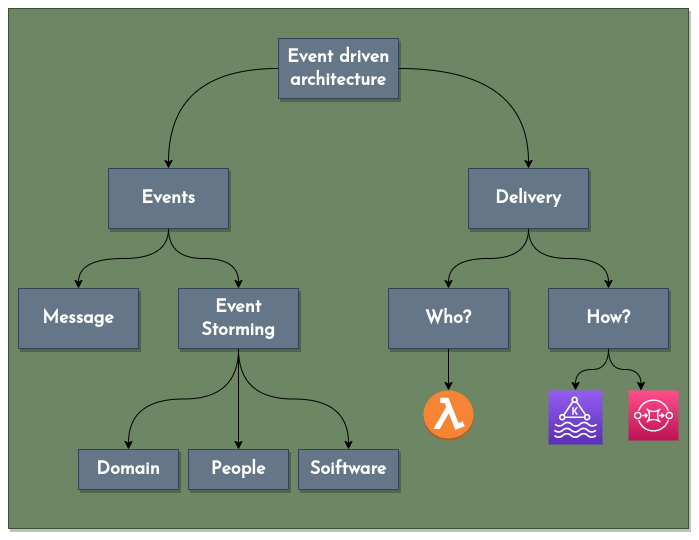 Event driven
architecture
Events
Delivery
Message
Event
Storming
Who?
How?
λ
K
Domain
People
Soiftware